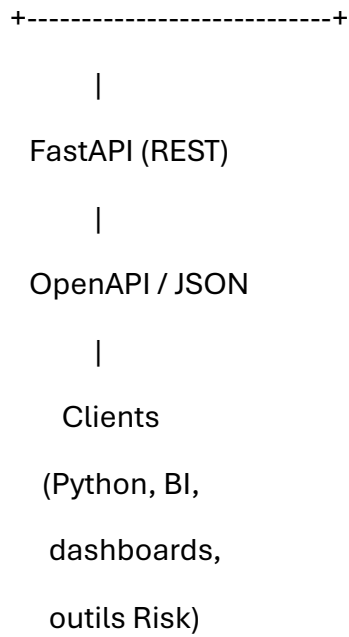 +----------------------------+
|
FastAPI (REST)
|
OpenAPI / JSON
|
Clients
(Python, BI,
dashboards,
outils Risk)